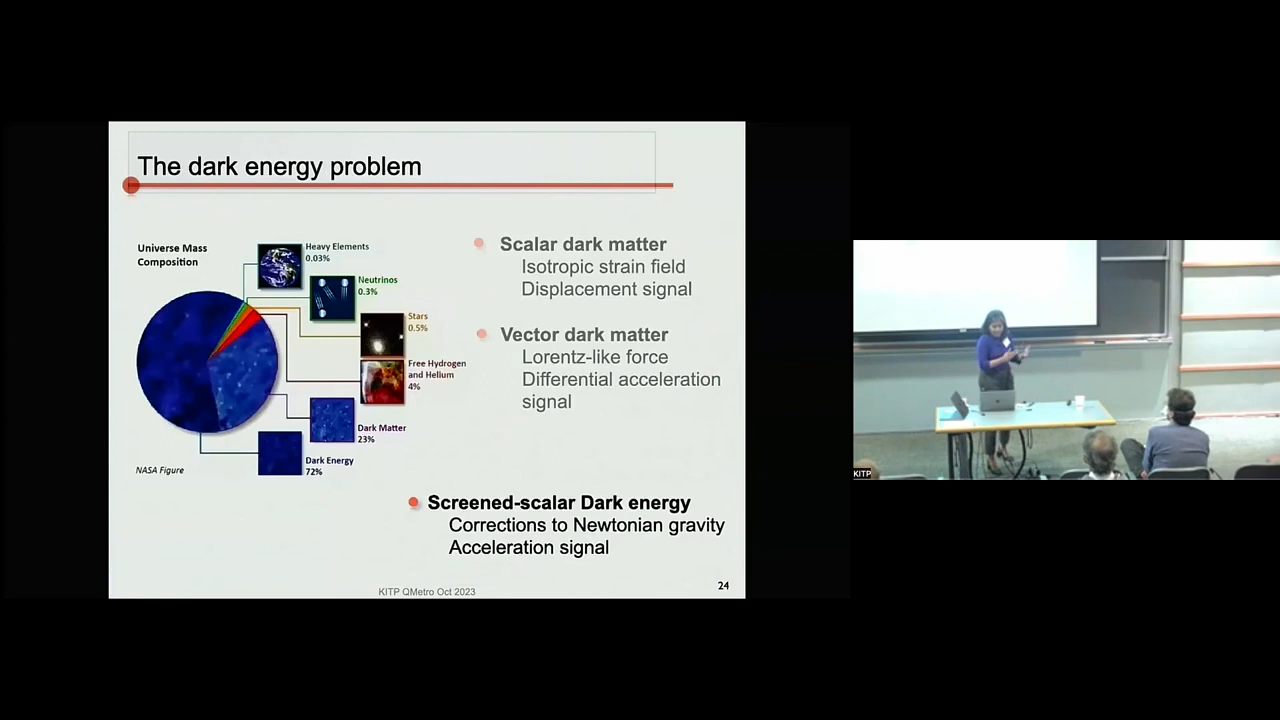 The dark energy problem
Universe Mass
Composition
Heavy Elements
0.03%
Neutrinos
0.3%
Stars
0.5%
Free Hydrogen
and Helium
4%
Dark Matter
23%
Dark Energy
72%
NASA Figure
Scalar dark matter
Isotropic strain field
Displacement signal
Vector dark matter
Lorentz-like force
Differential acceleration
signal
Screened-scalar Dark energy
Corrections to Newtonian gravity
Acceleration signal
KITP QMetro Oct 2023
24
KITP